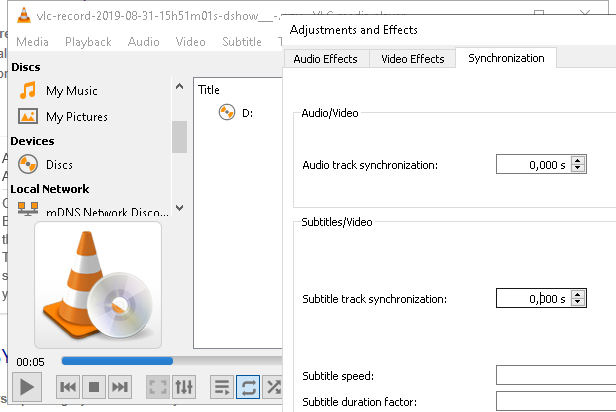 vlc-record-2019-08-31-15h51m01s-dshow__-.
Media Playback Audio Video Subtitle T
Discs
My Music
My Pictures
Devices
Discs
Local Network
mDNS Network Disco...
Title
D:
00:05
Adjustments and Effects
Audio Effects Video Effects Synchronization
Audio/Video
Audio track synchronization: 0,000 s
Subtitles/Video
Subtitle track synchronization: 0,000 s
Subtitle speed:
Subtitle duration factor: